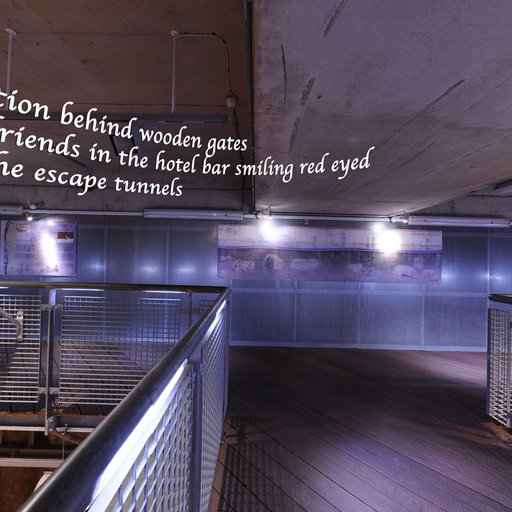 tion behind wooden gates
friends in the hotel bar smiling red eyed
he escape tunnels